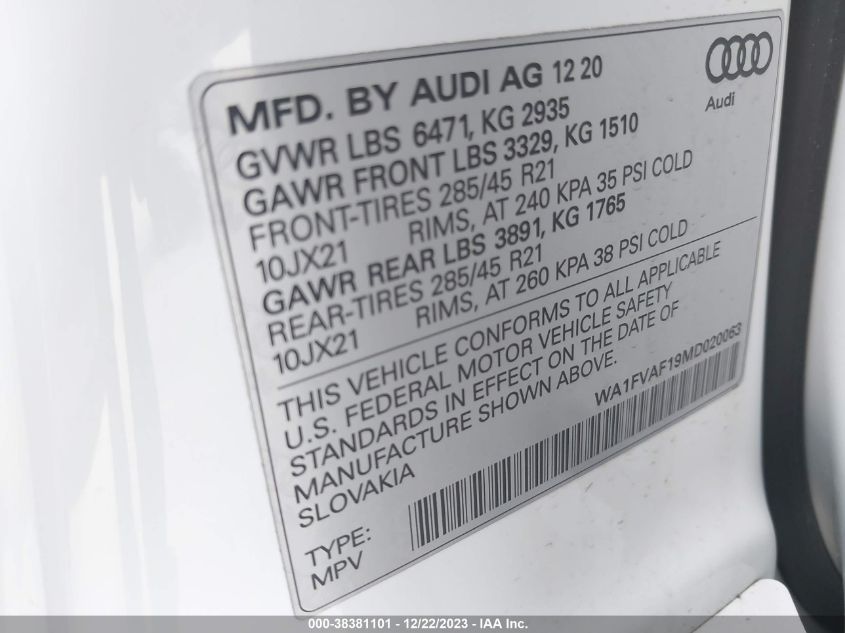 MFD. BY AUDI AG 12 20
Audi
GVWR LBS 6471, KG 2935
GAWR FRONT LBS 3329, KG 1510
FRONT-TIRES 285/45 R21
10JX21 RIMS, AT 240 KPA 35 PSI COLD
GAWR REAR LBS 3891, KG 1765
REAR-TIRES 285/45 R21
10JX21 RIMS, AT 260 KPA 38 PSI COLD
THIS VEHICLE CONFORMS TO ALL APPLICABLE
U.S. FEDERAL MOTOR VEHICLE SAFETY
STANDARDS IN EFFECT ON THE DATE OF
MANUFACTURE SHOWN ABOVE.
SLOVAKIA
WA1FVAF19MD020063
TYPE:
MPV
000-38381101 - 12/22/2023 - IAA Inc.